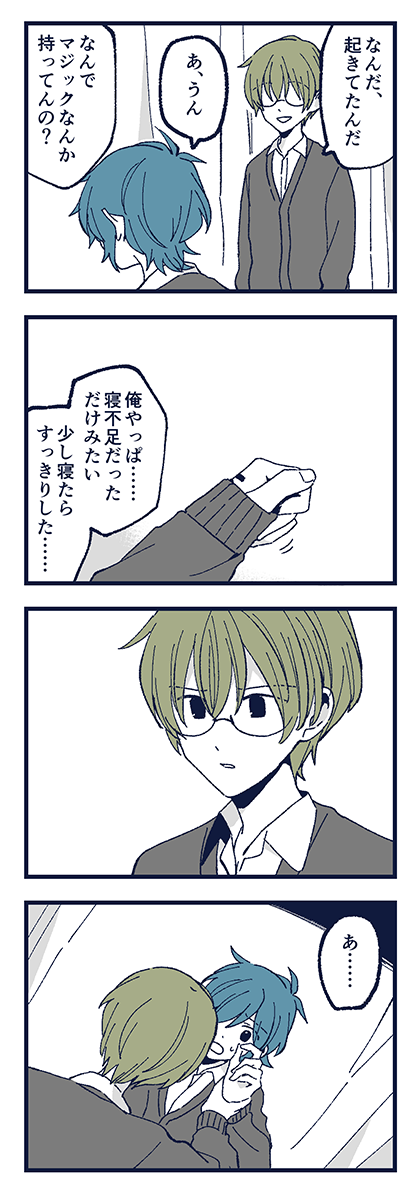 なんだ、
起きてたんだ
あ、うん
なんで
マジックなんか
持ってんの？
俺やっぱ……
寝不足だった
だけみたい
少し寝たら
すっきりした……
あ……